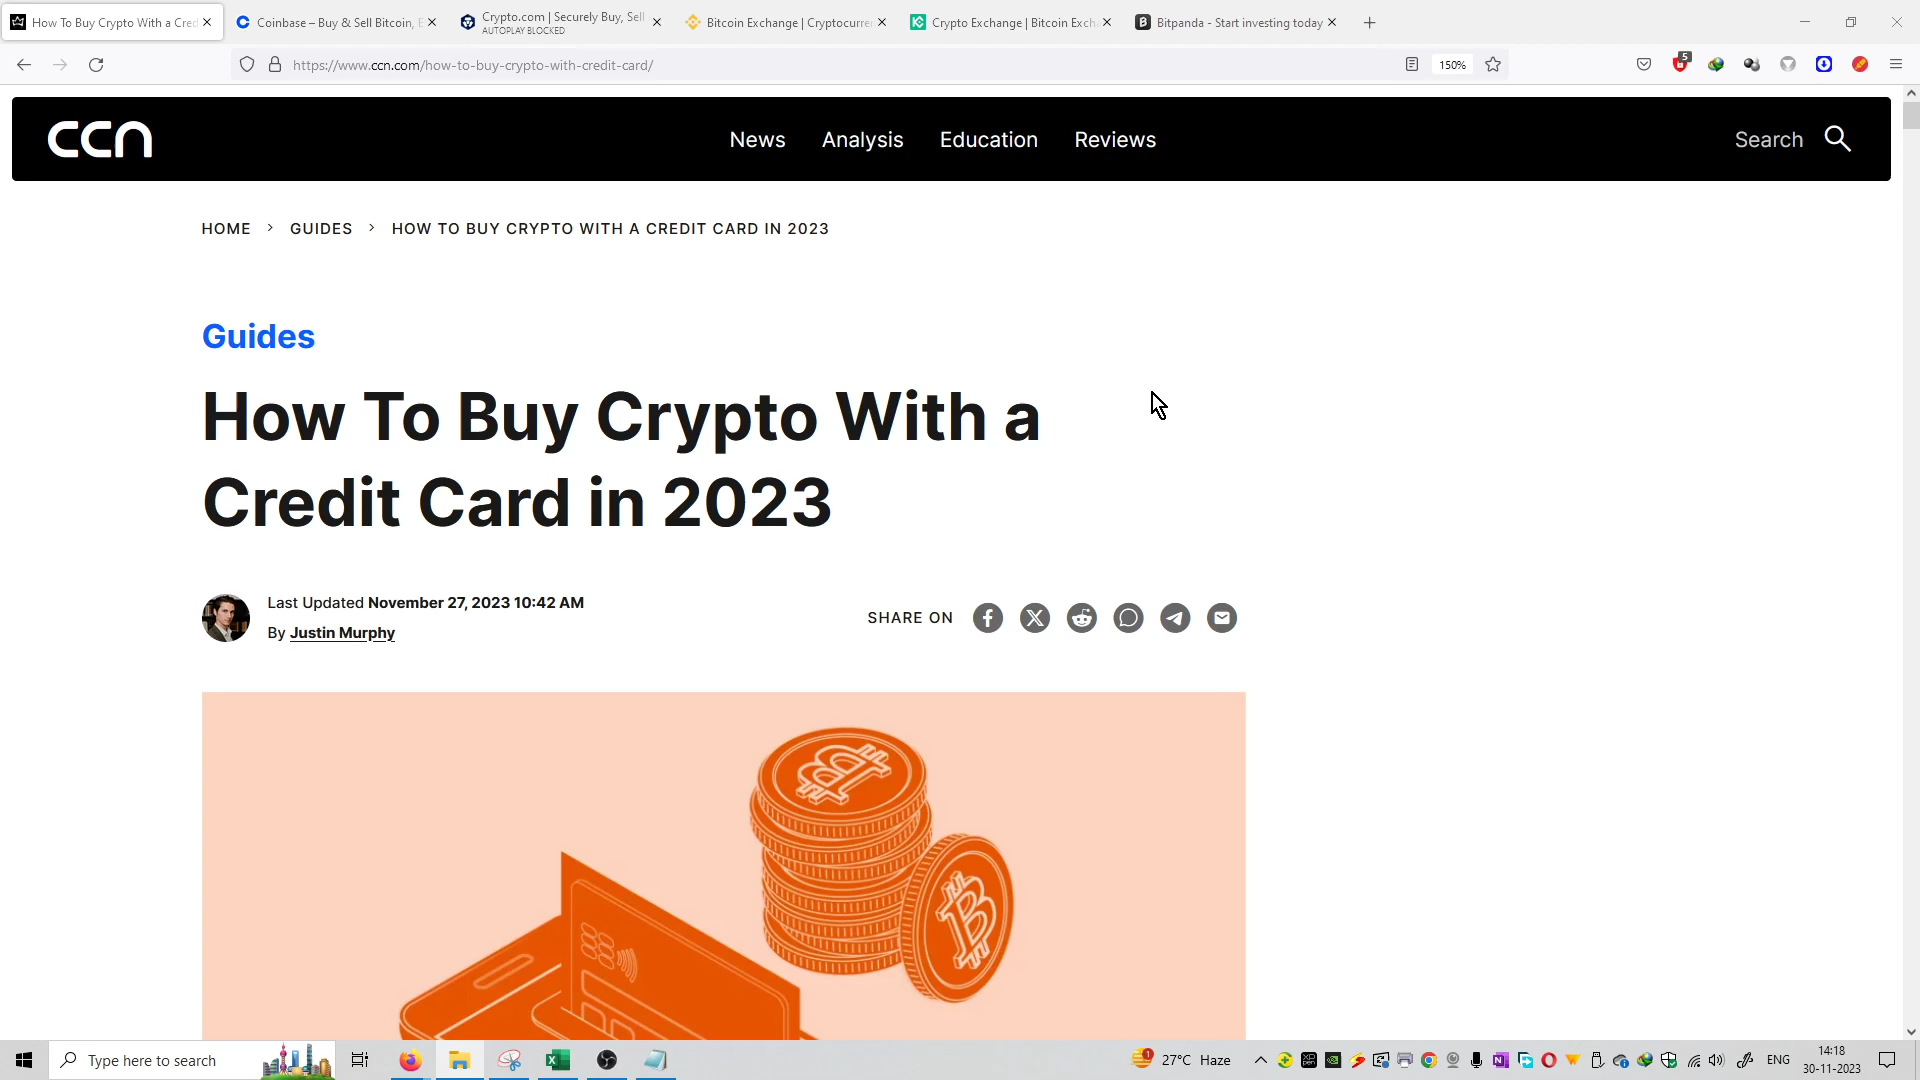 How To Buy Crypto With a Cred
Coinbase – Buy & Sell Bitcoin, E
Crypto.com | Securely Buy, Sell
AUTOPLAY BLOCKED
Bitcoin Exchange | Cryptocurre
Crypto Exchange | Bitcoin Exch
Bitpanda - Start investing today
https://www.ccn.com/how-to-buy-crypto-with-credit-card/
150%
5
ccn
News
Analysis
Education
Reviews
Search
HOME > GUIDES > HOW TO BUY CRYPTO WITH A CREDIT CARD IN 2023
Guides
How To Buy Crypto With a
Credit Card in 2023
Last Updated November 27, 2023 10:42 AM
By Justin Murphy
SHARE ON
Type here to search
1
27°C Haze
ENG
14:18
30-11-2023